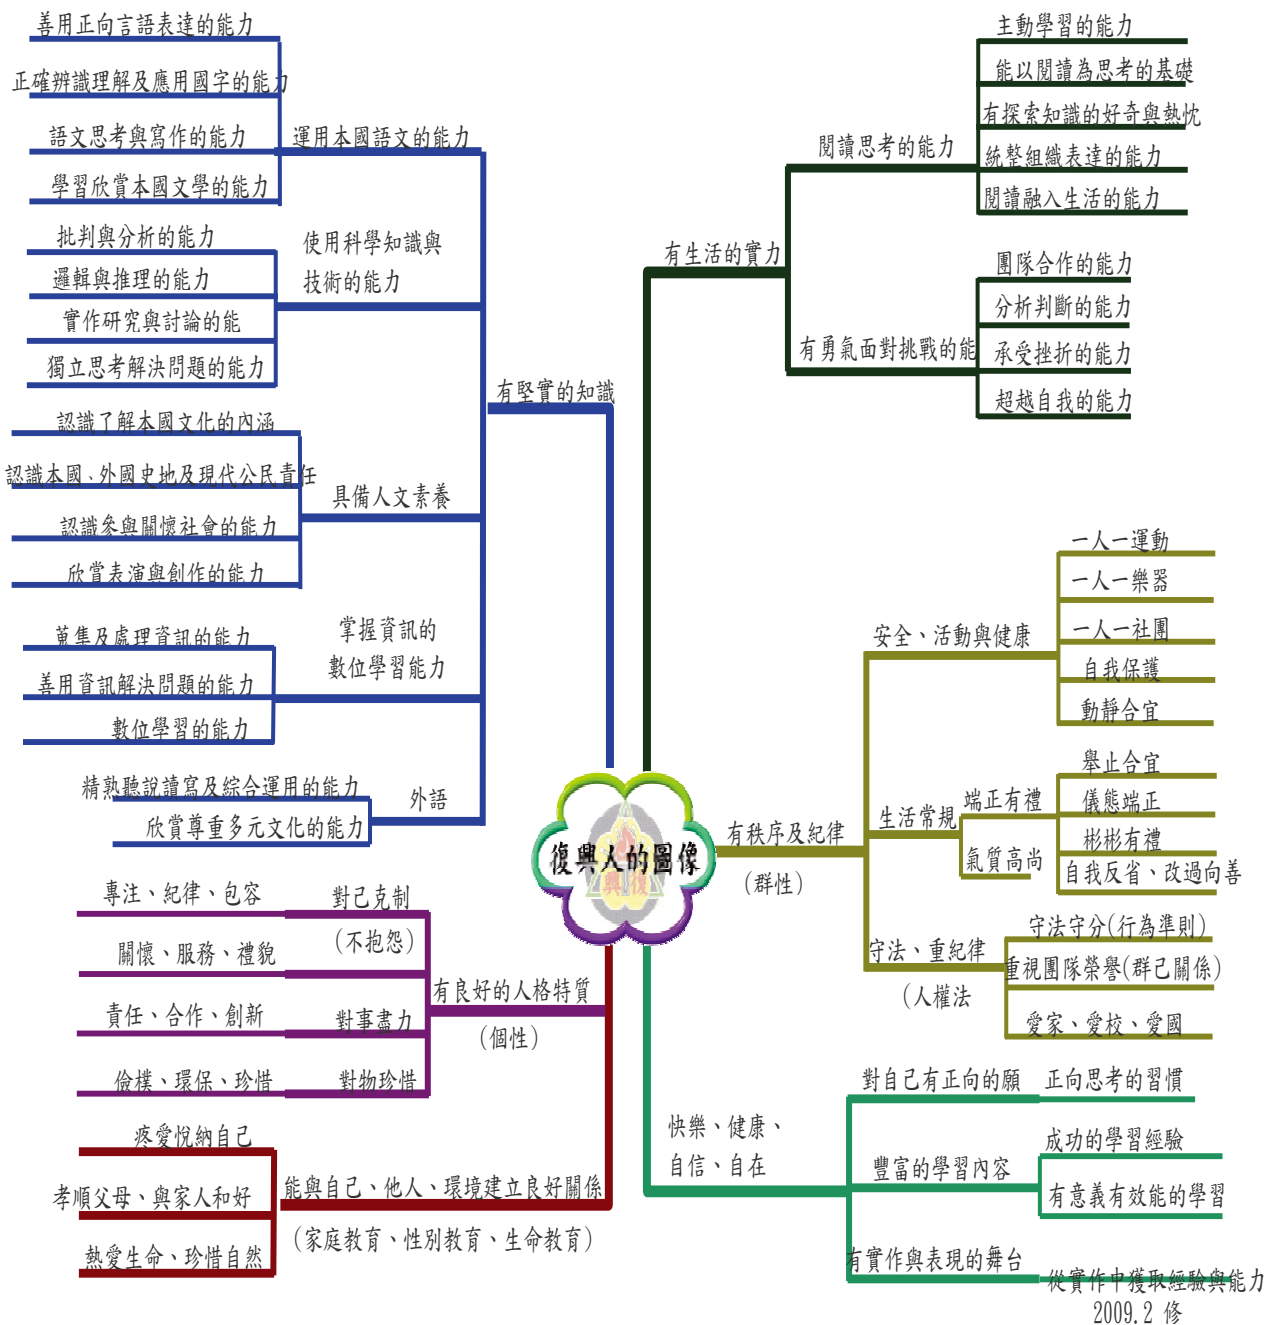 復興人的圖像
興復
有堅實的知識
運用本國語文的能力
善用正向言語表達的能力
正確辨識理解及應用國字的能力
語文思考與寫作的能力
學習欣賞本國文學的能力
使用科學知識與
技術的能力
批判與分析的能力
邏輯與推理的能力
實作研究與討論的能
獨立思考解決問題的能力
具備人文素養
認識了解本國文化的內涵
認識本國、外國史地及現代公民責任
認識參與關懷社會的能力
欣賞表演與創作的能力
掌握資訊的
數位學習能力
蒐集及處理資訊的能力
善用資訊解決問題的能力
數位學習的能力
外語
精熟聽說讀寫及綜合運用的能力
欣賞尊重多元文化的能力
有良好的人格特質
(個性)
對己克制
(不抱怨)
專注、紀律、包容
關懷、服務、禮貌
對事盡力
責任、合作、創新
對物珍惜
儉樸、環保、珍惜
能與自己、他人、環境建立良好關係
(家庭教育、性別教育、生命教育)
疼愛悅納自己
孝順父母、與家人和好
熱愛生命、珍惜自然
有生活的實力
閱讀思考的能力
主動學習的能力
能以閱讀為思考的基礎
有探索知識的好奇與熱忱
統整組織表達的能力
閱讀融入生活的能力
有勇氣面對挑戰的能
團隊合作的能力
分析判斷的能力
承受挫折的能力
超越自我的能力
有秩序及紀律
(群性)
安全、活動與健康
一人一運動
一人一樂器
一人一社團
自我保護
動靜合宜
生活常規
端正有禮
氣質高尚
舉止合宜
儀態端正
彬彬有禮
自我反省、改過向善
守法、重紀律
(人權法
守法守分(行為準則)
重視團隊榮譽(群己關係)
愛家、愛校、愛國
快樂、健康、
自信、自在
對自己有正向的願
正向思考的習慣
豐富的學習內容
成功的學習經驗
有意義有效能的學習
有實作與表現的舞台
從實作中獲取經驗與能力
2009.2 修